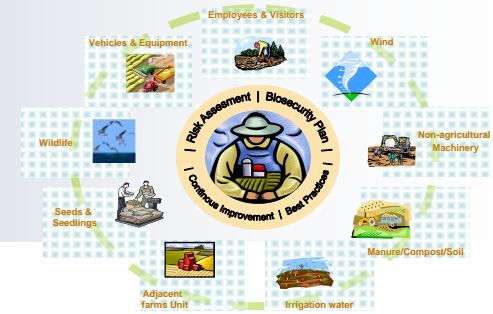 Employees & Visitors
Vehicles & Equipment
Wind
| Risk Assesment | Biosecurity Plan |
Non-agricultural
Machinery
Wildlife
| Continous Improvement | Best Practices |
Seeds &
Seedlings
Manure/Compost/Soil
Adjacent
farms Unit
Irrigation water